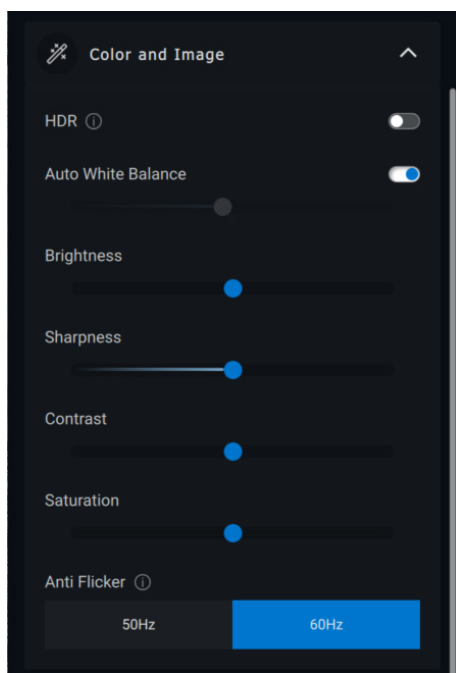 Color and Image
HDR
Auto White Balance
Brightness
Sharpness
Contrast
Saturation
Anti Flicker
50Hz 60Hz